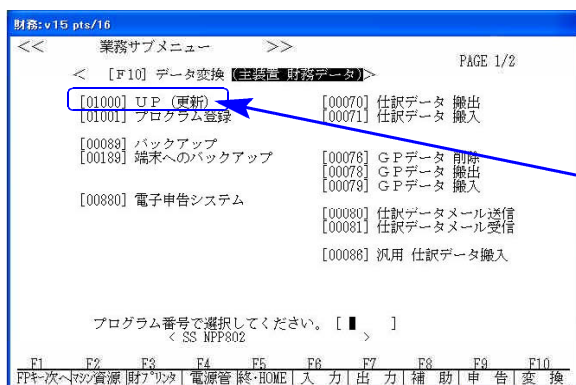 財務:v15 pts/16
<< 業務サブメニュー >>
PAGE 1/2
< [F10] データ変換 (主装置 財務データ)>
[01000] UP (更新) [00070] 仕訳データ 搬出
[01001] プログラム登録 [00071] 仕訳データ 搬入
[00089] バックアップ
[00189] 端末へのバックアップ [00076] GPデータ 削除
[00078] GPデータ 搬出
[00079] GPデータ 搬入
[00880] 電子申告システム
[00080] 仕訳データメール送信
[00081] 仕訳データメール受信
[00086] 汎用 仕訳データ搬入
プログラム番号で選択してください。 [ ]
< SS NPP802 >
F1 F2 F3 F4 F5 F6 F7 F8 F9 F10
FPキー次へ マシン資源 財プリンタ 電源管 終・HOME 入 力 出 力 補 助 申 告 変 換